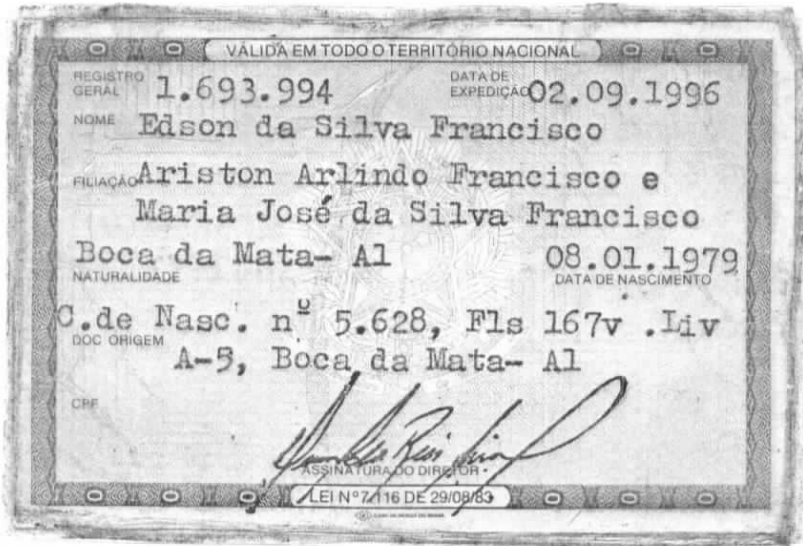 VÁLIDA EM TODO O TERRITÓRIO NACIONAL
REGISTRO GERAL 1.693.994 DATA DE EXPEDIÇÃO 02.09.1996
NOME Edson da Silva Francisco
FILIAÇÃO Ariston Arlindo Francisco e
Maria José da Silva Francisco
Boca da Mata- Al 08.01.1979
NATURALIDADE DATA DE NASCIMENTO
C.de Nasc. nº 5.628, Fls 167v .Liv
DOC ORIGEM
A-5, Boca da Mata- Al
CPF
ASSINATURA DO DIRETOR
LEI Nº 7.116 DE 29/08/83